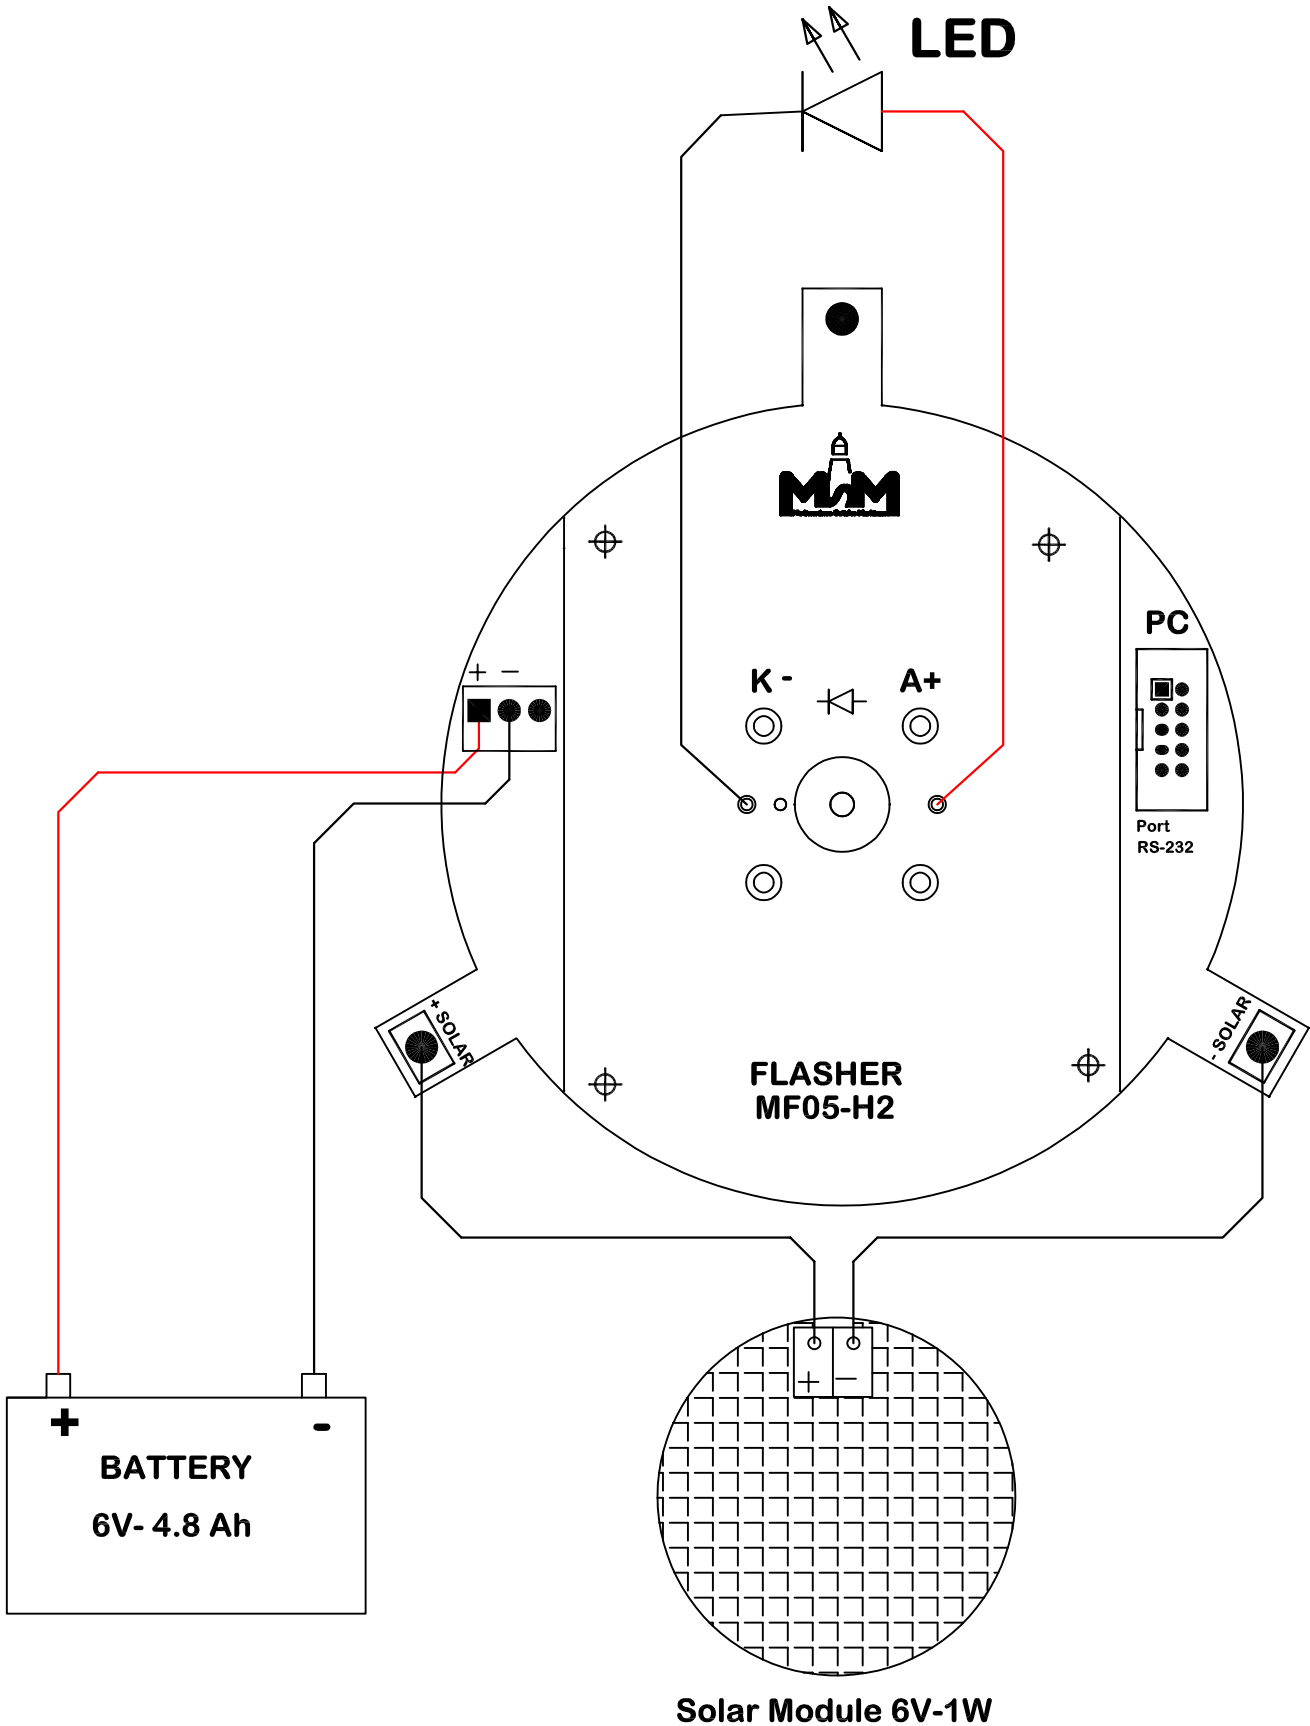 LED
MSM
PC
+ −
K - A+
Port
RS-232
+ SOLAR
- SOLAR
FLASHER
MF05-H2
+ −
+ -
BATTERY
6V- 4.8 Ah
Solar Module 6V-1W